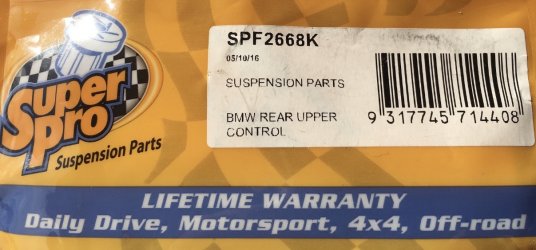 Super
Pro
Suspension Parts
SPF2668K
05/10/16
SUSPENSION PARTS
BMW REAR UPPER
CONTROL
9 317745 714408
LIFETIME WARRANTY
Daily Drive, Motorsport, 4x4, Off-road